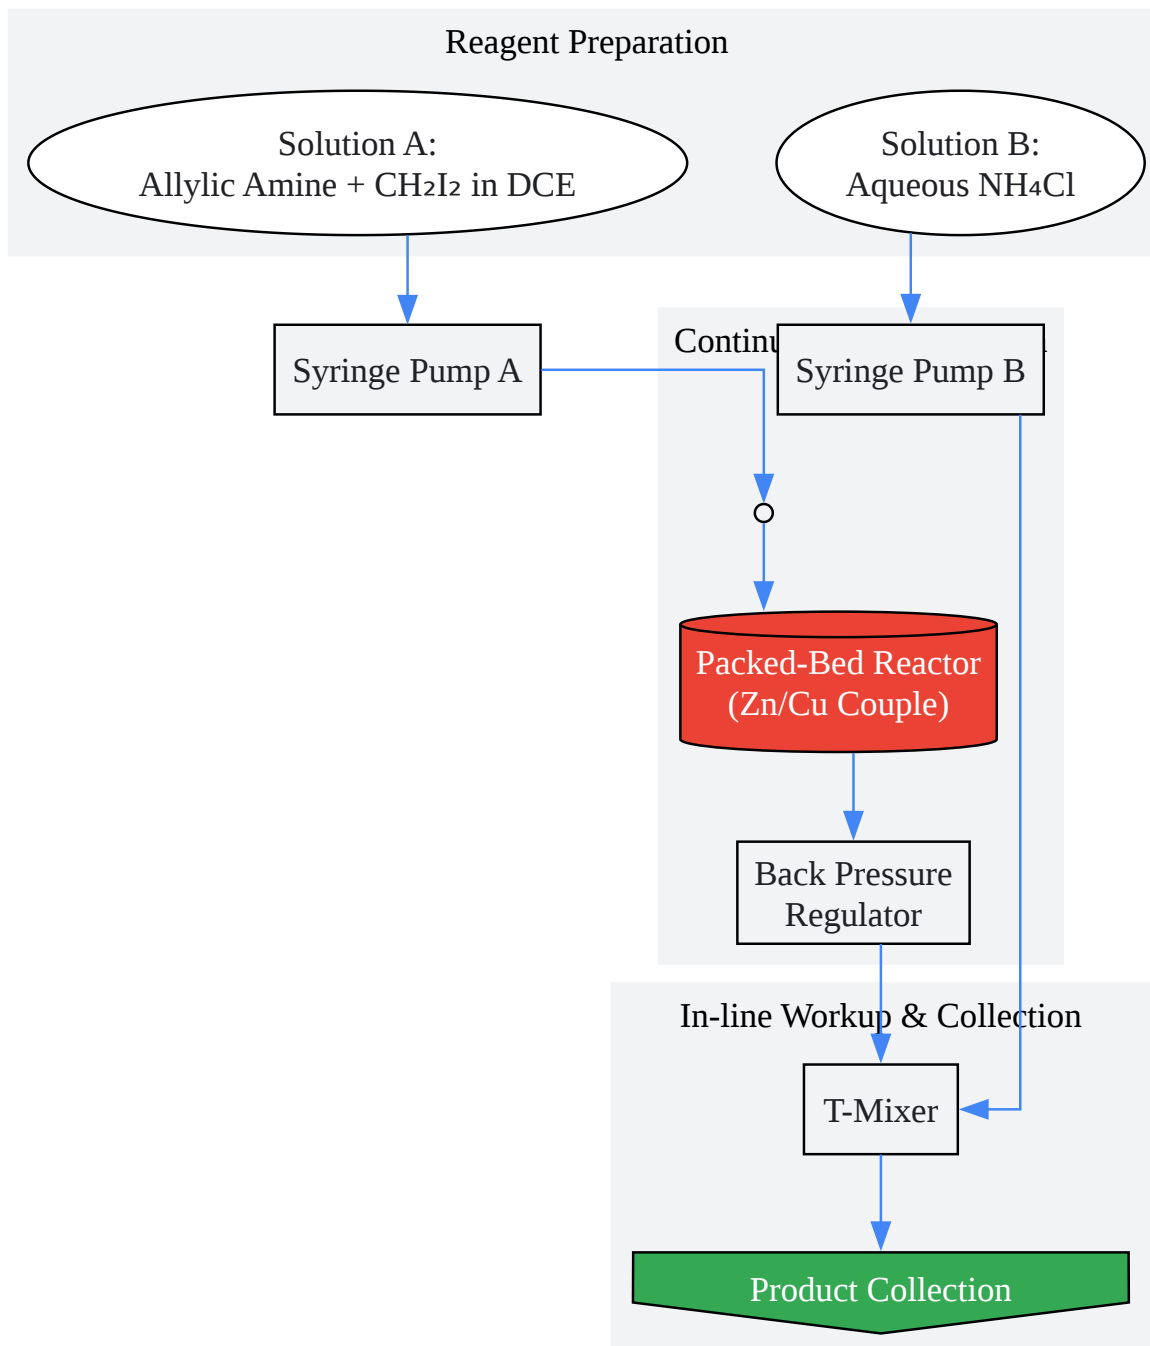 Reagent Preparation
Solution A:
Allylic Amine + CH₂I₂ in DCE
Solution B:
Aqueous NH₄Cl
Syringe Pump A
Syringe Pump B
Packed-Bed Reactor
(Zn/Cu Couple)
Back Pressure
Regulator
In-line Workup & Collection
T-Mixer
Product Collection